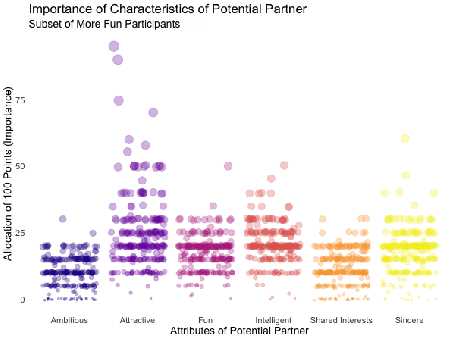 Importance of Characteristics of Potential Partner
Subset of More Fun Participants
Allocation of 100 Points (Importance)
75
50
25
0
Ambitious Attractive Fun Intelligent Shared Interests Sincere
Attributes of Potential Partner